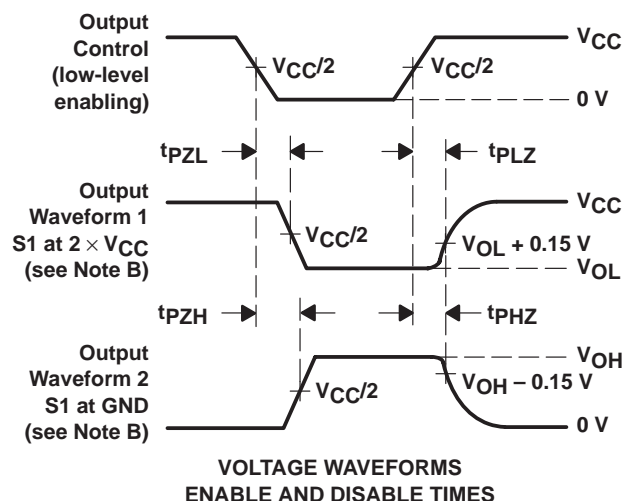 Output
Control
(low-level
enabling)
VCC/2
VCC/2
VCC
0 V
tPZL
tPLZ
Output
Waveform 1
S1 at 2 × VCC
(see Note B)
VCC/2
VCC
VOL + 0.15 V
VOL
tPZH
tPHZ
Output
Waveform 2
S1 at GND
(see Note B)
VCC/2
VOH
VOH – 0.15 V
0 V
VOLTAGE WAVEFORMS
ENABLE AND DISABLE TIMES